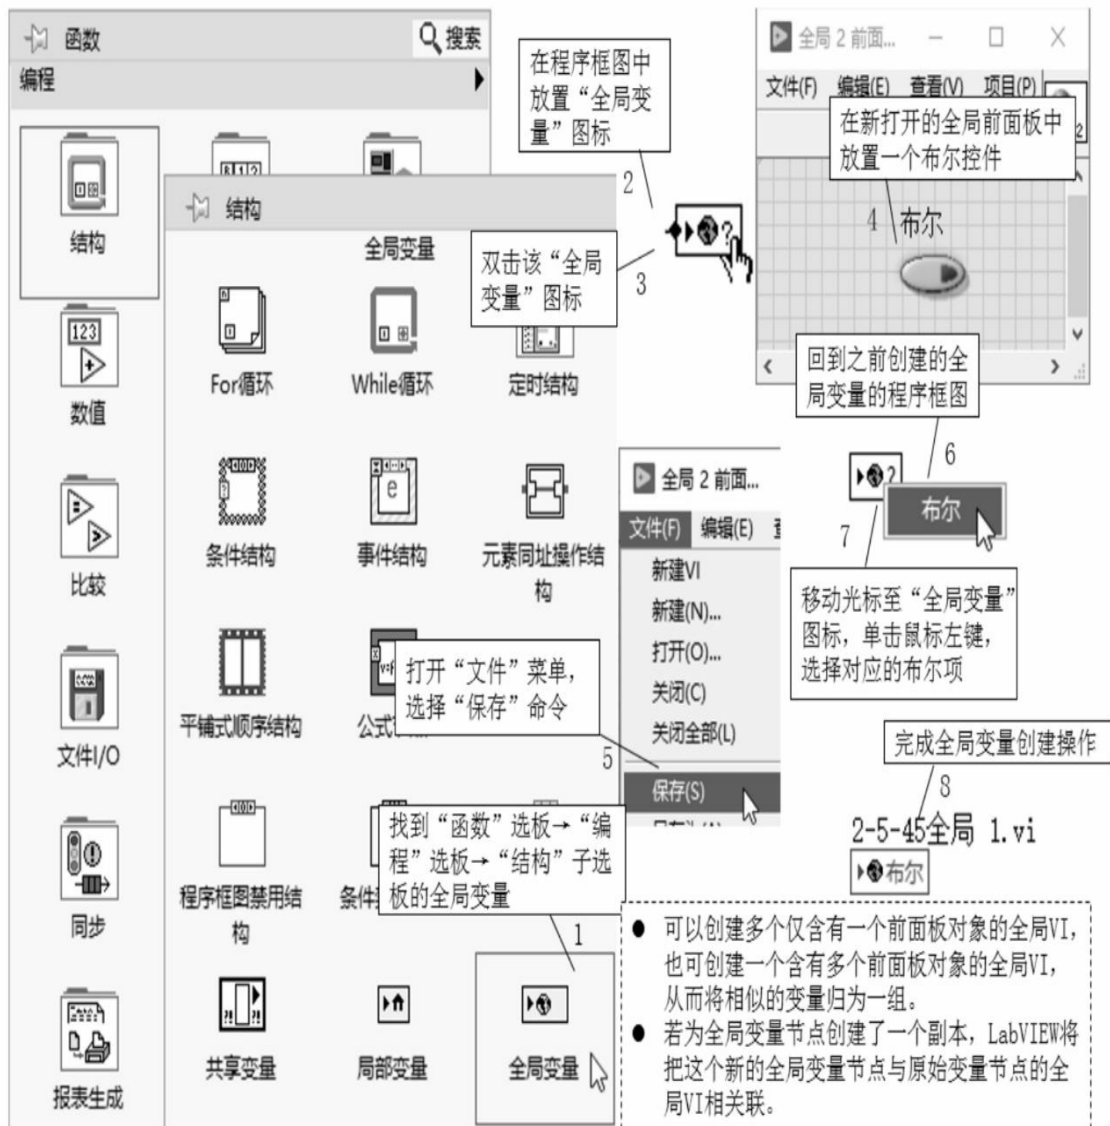 函数
搜索
编程
结构
数值
比较
文件I/O
同步
报表生成
结构
全局变量
For循环
While循环
定时结构
条件结构
事件结构
元素同址操作结
构
平铺式顺序结构
程序框图禁用结
构
共享变量
局部变量
全局变量
找到“函数”选板→“编
程”选板→“结构”子选
板的全局变量
1
在程序框图中
放置“全局变
量”图标
2
双击该“全局
变量”图标
3
全局 2 前面...
文件(F) 编辑(E) 查看(V) 项目(P)
在新打开的全局前面板中
放置一个布尔控件
4
布尔
打开“文件”菜单，
选择“保存”命令
5
全局 2 前面...
文件(F) 编辑(E)
新建VI
新建(N)...
打开(O)...
关闭(C)
关闭全部(L)
保存(S)
回到之前创建的全
局变量的程序框图
6
?
布尔
7
移动光标至“全局变量”
图标，单击鼠标左键，
选择对应的布尔项
完成全局变量创建操作
8
2-5-45全局 1.vi
布尔
● 可以创建多个仅含有一个前面板对象的全局VI，
也可创建一个含有多个前面板对象的全局VI，
从而将相似的变量归为一组。
● 若为全局变量节点创建了一个副本，LabVIEW将
把这个新的全局变量节点与原始变量节点的全
局VI相关联。